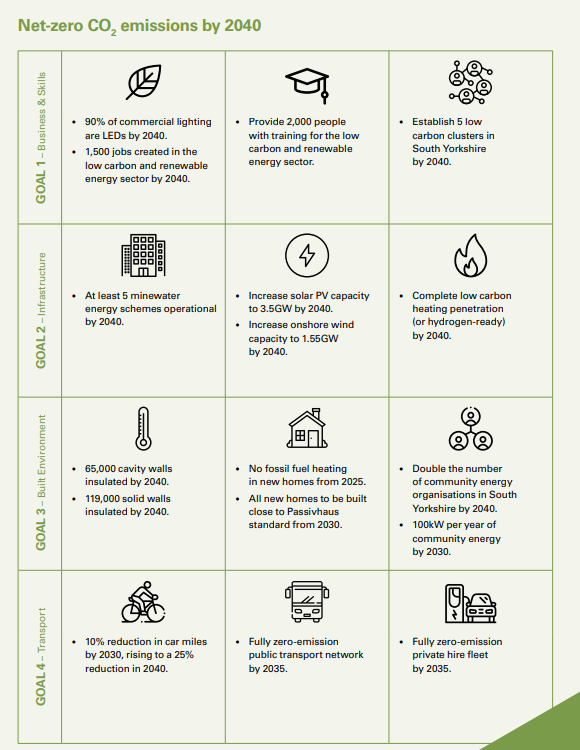 Net-zero CO2 emissions by 2040
GOAL 1 – Business & Skills
• 90% of commercial lighting
are LEDs by 2040.
• 1,500 jobs created in the
low carbon and renewable
energy sector by 2040.
• Provide 2,000 people
with training for the low
carbon and renewable
energy sector.
• Establish 5 low
carbon clusters in
South Yorkshire
by 2040.
GOAL 2 – Infrastructure
• At least 5 minewater
energy schemes operational
by 2040.
• Increase solar PV capacity
to 3.5GW by 2040.
• Increase onshore wind
capacity to 1.55GW
by 2040.
• Complete low carbon
heating penetration
(or hydrogen-ready)
by 2040.
GOAL 3 – Built Environment
• 65,000 cavity walls
insulated by 2040.
• 119,000 solid walls
insulated by 2040.
• No fossil fuel heating
in new homes from 2025.
• All new homes to be built
close to Passivhaus
standard from 2030.
• Double the number
of community energy
organisations in South
Yorkshire by 2040.
• 100kW per year of
community energy
by 2030.
GOAL 4 – Transport
• 10% reduction in car miles
by 2030, rising to a 25%
reduction in 2040.
• Fully zero-emission
public transport network
by 2035.
• Fully zero-emission
private hire fleet
by 2035.